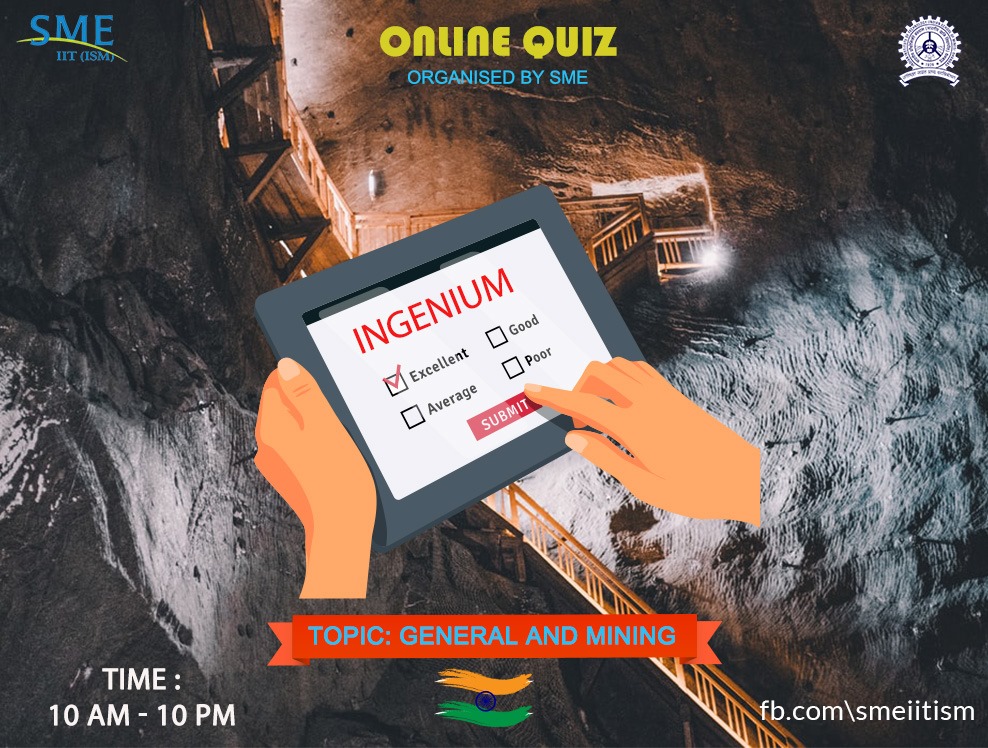 SME
IIT (ISM)
ONLINE QUIZ
ORGANISED BY SME
INGENIUM
Excellent
Good
Average
Poor
SUBMIT
TOPIC: GENERAL AND MINING
TIME :
10 AM - 10 PM
fb.com\smeiitism